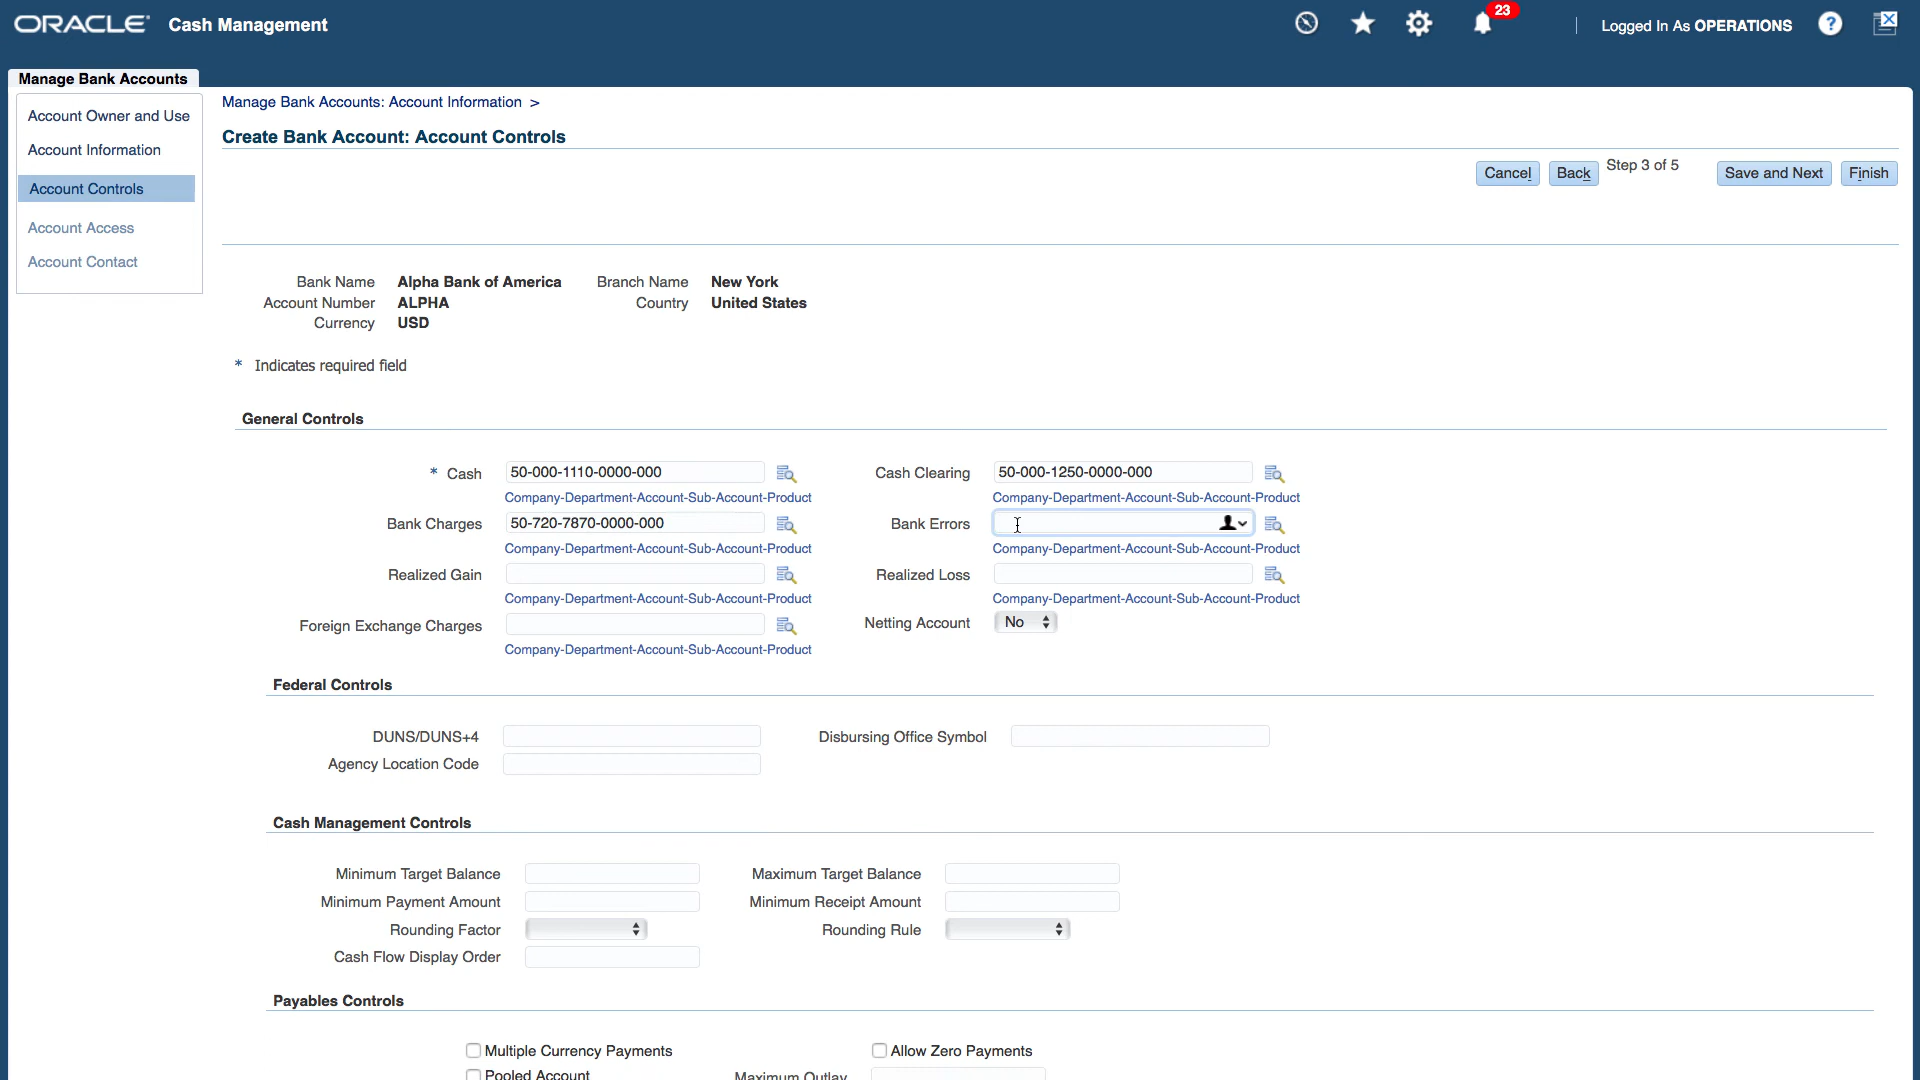 ORACLE Cash Management
23
Logged In As OPERATIONS
?
Manage Bank Accounts
Account Owner and Use
Account Information
Account Controls
Account Access
Account Contact
Manage Bank Accounts: Account Information >
Create Bank Account: Account Controls
Cancel Back Step 3 of 5 Save and Next Finish
Bank Name Alpha Bank of America Branch Name New York
Account Number ALPHA Country United States
Currency USD
* Indicates required field
General Controls
* Cash 50-000-1110-0000-000 Cash Clearing 50-000-1250-0000-000
Company-Department-Account-Sub-Account-Product Company-Department-Account-Sub-Account-Product
Bank Charges 50-720-7870-0000-000 Bank Errors
Company-Department-Account-Sub-Account-Product Company-Department-Account-Sub-Account-Product
Realized Gain Realized Loss
Company-Department-Account-Sub-Account-Product Company-Department-Account-Sub-Account-Product
Foreign Exchange Charges Netting Account No
Company-Department-Account-Sub-Account-Product
Federal Controls
DUNS/DUNS+4 Disbursing Office Symbol
Agency Location Code
Cash Management Controls
Minimum Target Balance Maximum Target Balance
Minimum Payment Amount Minimum Receipt Amount
Rounding Factor Rounding Rule
Cash Flow Display Order
Payables Controls
Multiple Currency Payments Allow Zero Payments
Pooled Account Maximum Outlay